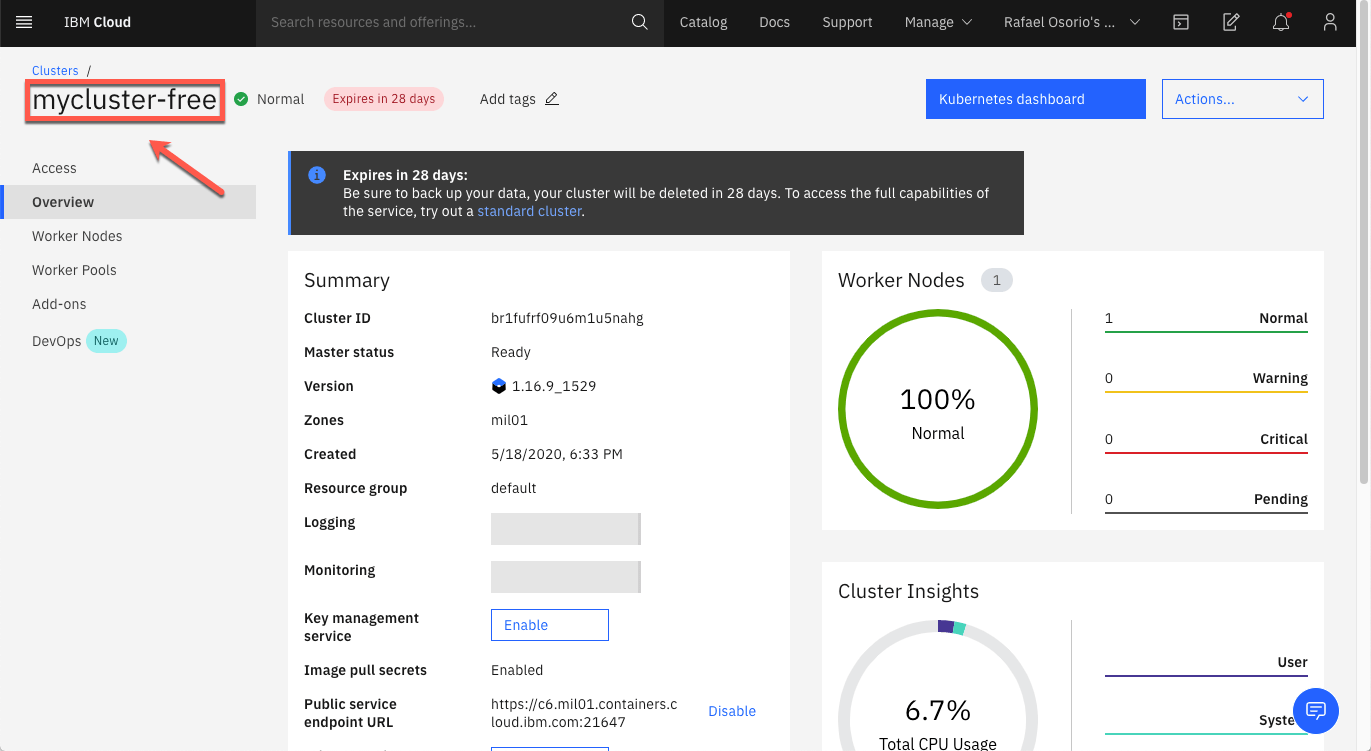 IBM Cloud
Search resources and offerings...
Catalog
Docs
Support
Manage
Rafael Osorio's ...
Clusters /
mycluster-free
Normal
Expires in 28 days
Add tags
Kubernetes dashboard
Actions...
Access
Overview
Worker Nodes
Worker Pools
Add-ons
DevOps New
Expires in 28 days:
Be sure to back up your data, your cluster will be deleted in 28 days. To access the full capabilities of
the service, try out a standard cluster.
Summary
Cluster ID br1fufrf09u6m1u5nahg
Master status Ready
Version 1.16.9_1529
Zones mil01
Created 5/18/2020, 6:33 PM
Resource group default
Logging
Monitoring
Key management
service
Enable
Image pull secrets Enabled
Public service
endpoint URL
https://c6.mil01.containers.c
loud.ibm.com:21647
Disable
Worker Nodes 1
100%
Normal
1 Normal
0 Warning
0 Critical
0 Pending
Cluster Insights
6.7%
Total CPU Usage
User